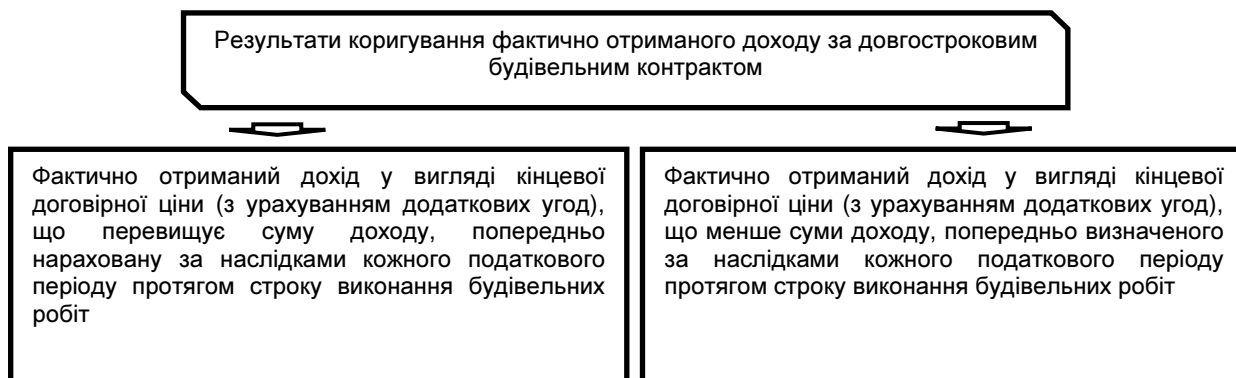 Результати коригування фактично отриманого доходу за довгостроковим
будівельним контрактом
Фактично отриманий дохід у вигляді кінцевої
договірної ціни (з урахуванням додаткових угод),
що перевищує суму доходу, попередньо
нараховану за наслідками кожного податкового
періоду протягом строку виконання будівельних
робіт
Фактично отриманий дохід у вигляді кінцевої
договірної ціни (з урахуванням додаткових угод),
що менше суми доходу, попередньо визначеного
за наслідками кожного податкового періоду
протягом строку виконання будівельних робіт